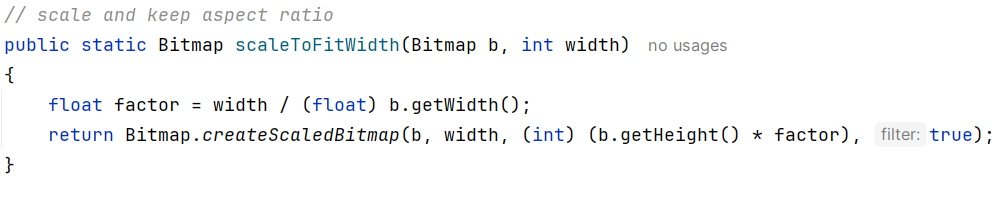 // scale and keep aspect ratio
public static Bitmap scaleToFitWidth(Bitmap b, int width) no usages
{
float factor = width / (float) b.getWidth();
return Bitmap.createScaledBitmap(b, width, (int) (b.getHeight() * factor), filter: true);
}